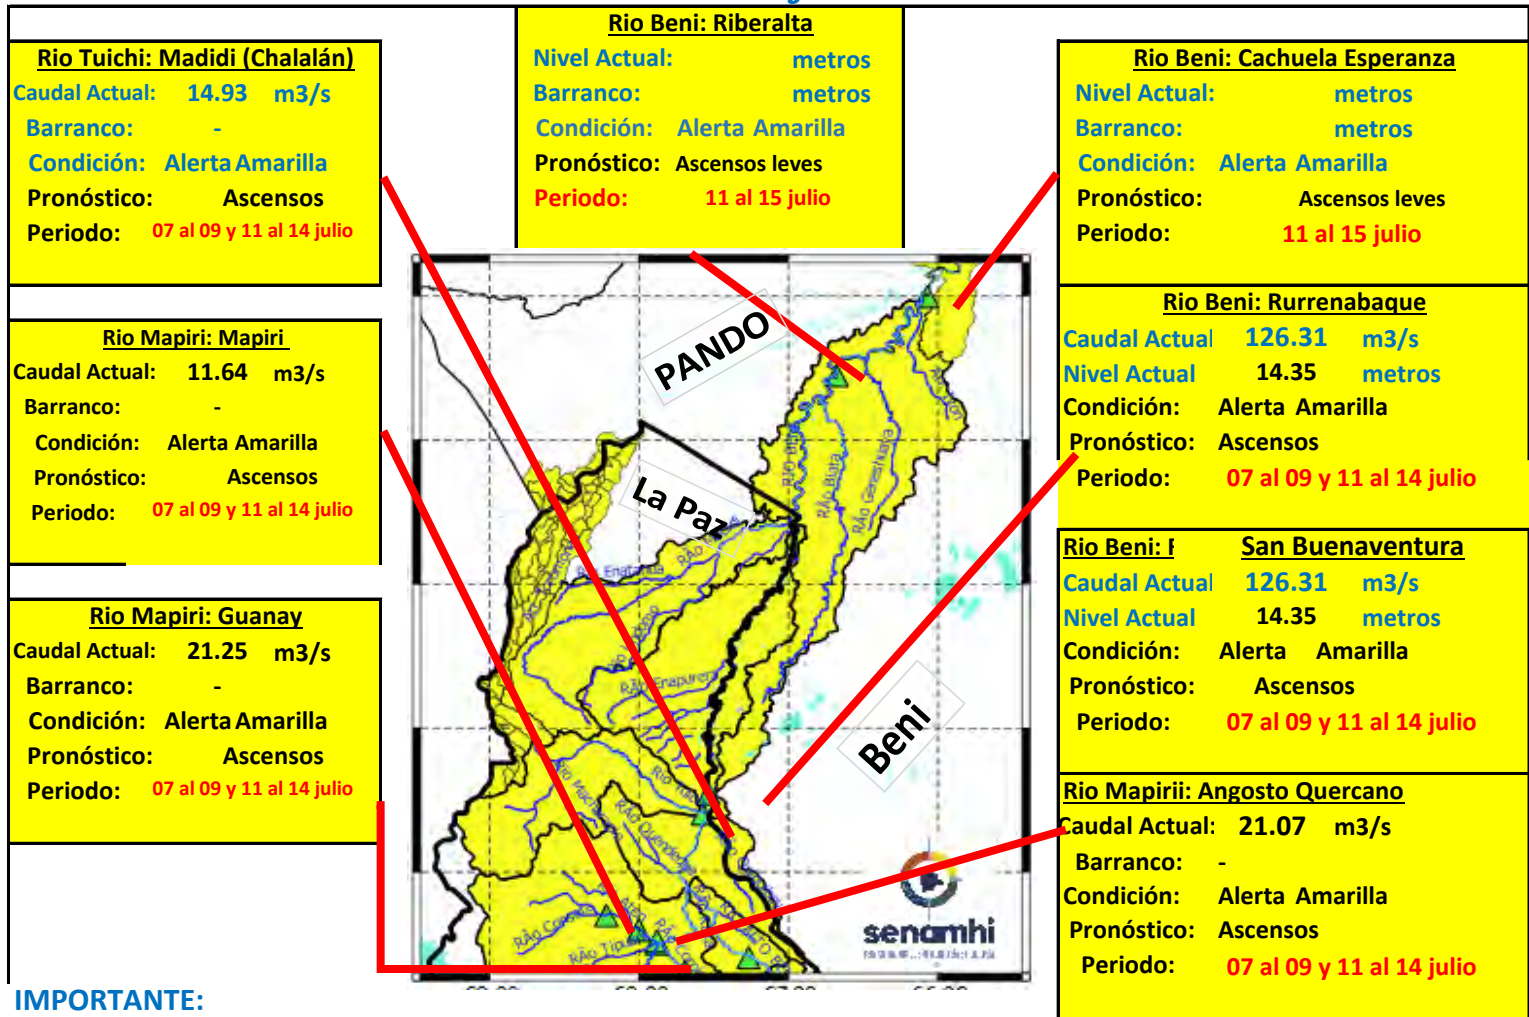 Rio Beni: Riberalta
Nivel Actual: metros
Barranco: metros
Condición: Alerta Amarilla
Pronóstico: Ascensos leves
Periodo: 11 al 15 julio
Rio Tuichi: Madidi (Chalalán)
Caudal Actual: 14.93 m3/s
Barranco: -
Condición: Alerta Amarilla
Pronóstico: Ascensos
Periodo: 07 al 09 y 11 al 14 julio
Rio Mapiri: Mapiri
Caudal Actual: 11.64 m3/s
Barranco: -
Condición: Alerta Amarilla
Pronóstico: Ascensos
Periodo: 07 al 09 y 11 al 14 julio
Rio Mapiri: Guanay
Caudal Actual: 21.25 m3/s
Barranco: -
Condición: Alerta Amarilla
Pronóstico: Ascensos
Periodo: 07 al 09 y 11 al 14 julio
PANDO
La Paz
Beni
RÃo Biata
RÃo Geneshuaya
RÃo Enapurera
senamhi
Rio Beni: Cachuela Esperanza
Nivel Actual: metros
Barranco: metros
Condición: Alerta Amarilla
Pronóstico: Ascensos leves
Periodo: 11 al 15 julio
Rio Beni: Rurrenabaque
Caudal Actual 126.31 m3/s
Nivel Actual 14.35 metros
Condición: Alerta Amarilla
Pronóstico: Ascensos
Periodo: 07 al 09 y 11 al 14 julio
Rio Beni: San Buenaventura
Caudal Actual 126.31 m3/s
Nivel Actual 14.35 metros
Condición: Alerta Amarilla
Pronóstico: Ascensos
Periodo: 07 al 09 y 11 al 14 julio
Rio Mapirii: Angosto Quercano
Caudal Actual: 21.07 m3/s
Barranco: -
Condición: Alerta Amarilla
Pronóstico: Ascensos
Periodo: 07 al 09 y 11 al 14 julio
IMPORTANTE: